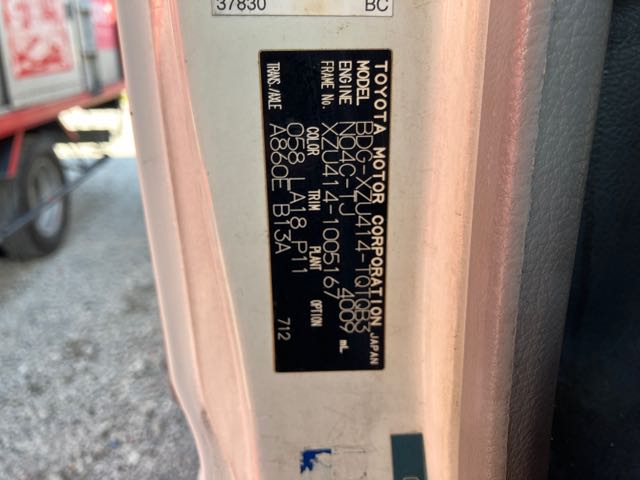 37830 BC
TOYOTA MOTOR CORPORATION JAPAN
MODEL BDG-XZU414-TQTQB3
ENGINE N04C-TJ 4009 mL
FRAME No. XZU414-1005167
COLOR TRIM PLANT OPTION
058 LA18 P11
TRANS./AXLE A860E B13A
712